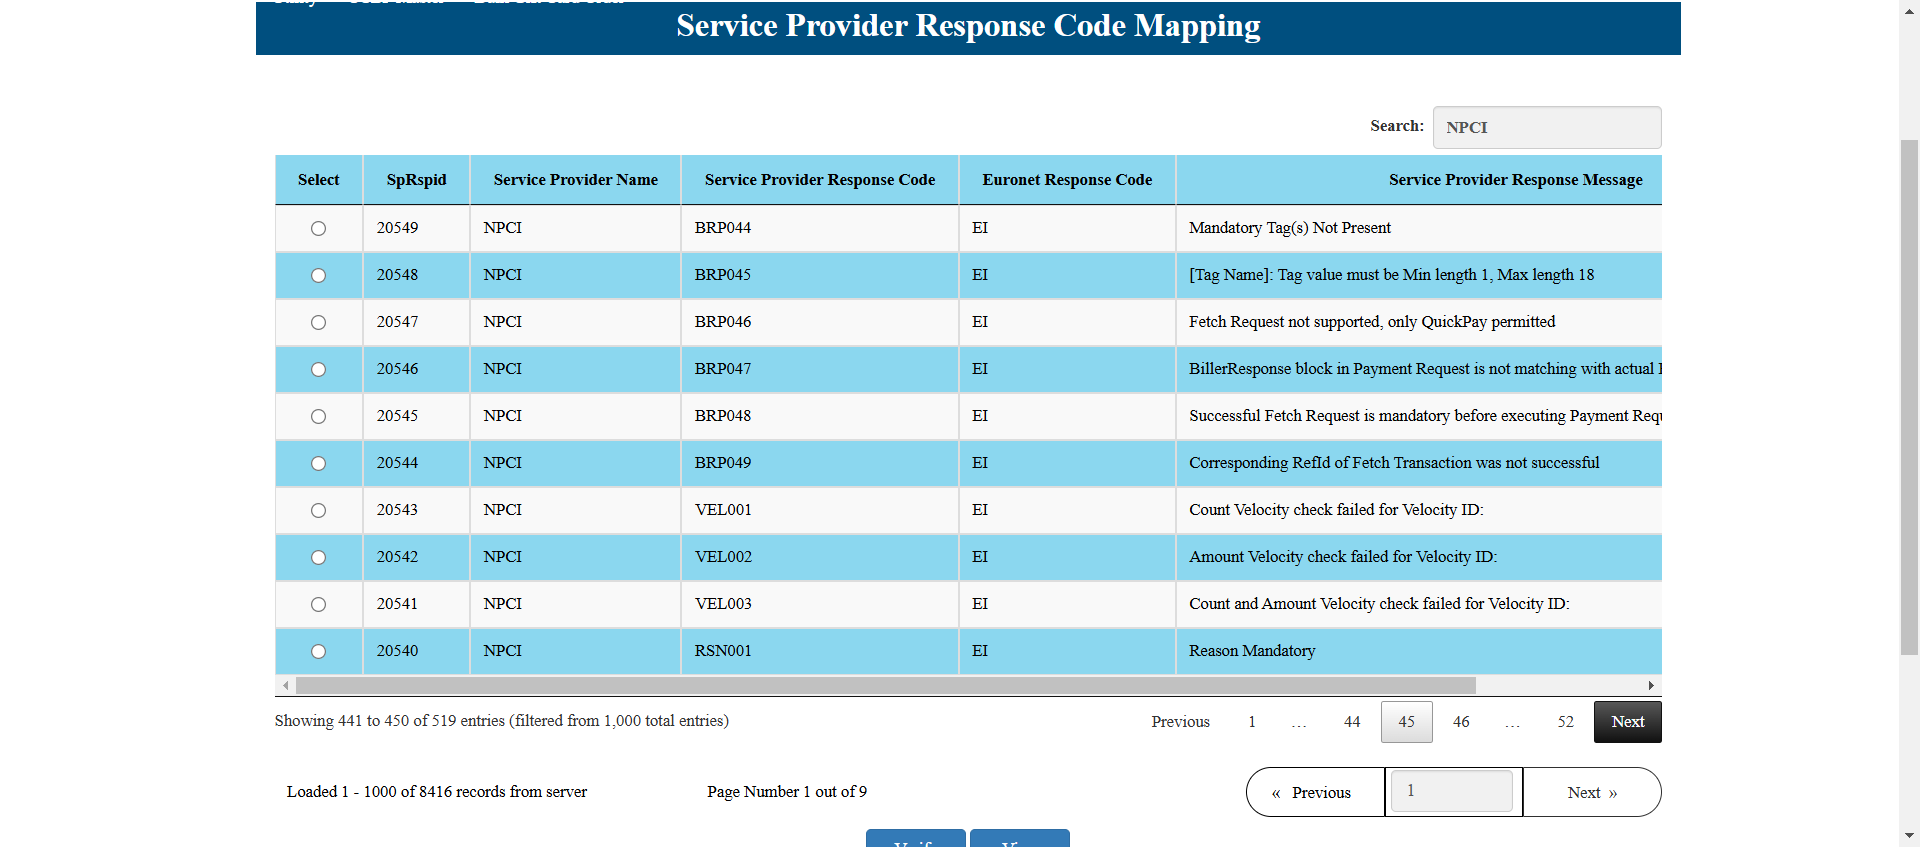 Service Provider Response Code Mapping
Search: NPCI
Select SpRspid Service Provider Name Service Provider Response Code Euronet Response Code Service Provider Response Message
20549 NPCI BRP044 EI Mandatory Tag(s) Not Present
20548 NPCI BRP045 EI [Tag Name]: Tag value must be Min length 1, Max length 18
20547 NPCI BRP046 EI Fetch Request not supported, only QuickPay permitted
20546 NPCI BRP047 EI BillerResponse block in Payment Request is not matching with actual
20545 NPCI BRP048 EI Successful Fetch Request is mandatory before executing Payment
20544 NPCI BRP049 EI Corresponding RefId of Fetch Transaction was not successful
20543 NPCI VEL001 EI Count Velocity check failed for Velocity ID:
20542 NPCI VEL002 EI Amount Velocity check failed for Velocity ID:
20541 NPCI VEL003 EI Count and Amount Velocity check failed for Velocity ID:
20540 NPCI RSN001 EI Reason Mandatory
Showing 441 to 450 of 519 entries (filtered from 1,000 total entries) Previous 1 … 44 45 46 … 52 Next
Loaded 1 - 1000 of 8416 records from server Page Number 1 out of 9 « Previous 1 Next »